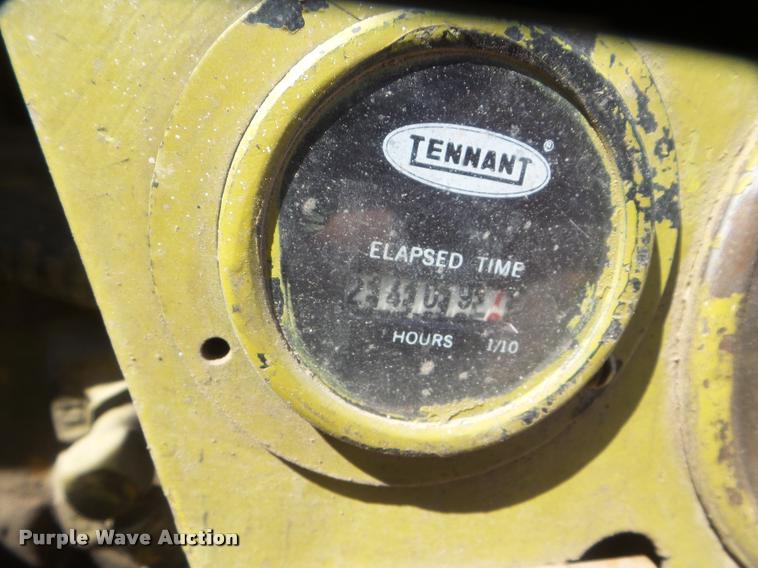 TENNANT ®
ELAPSED TIME
HOURS 1/10
Purple Wave Auction